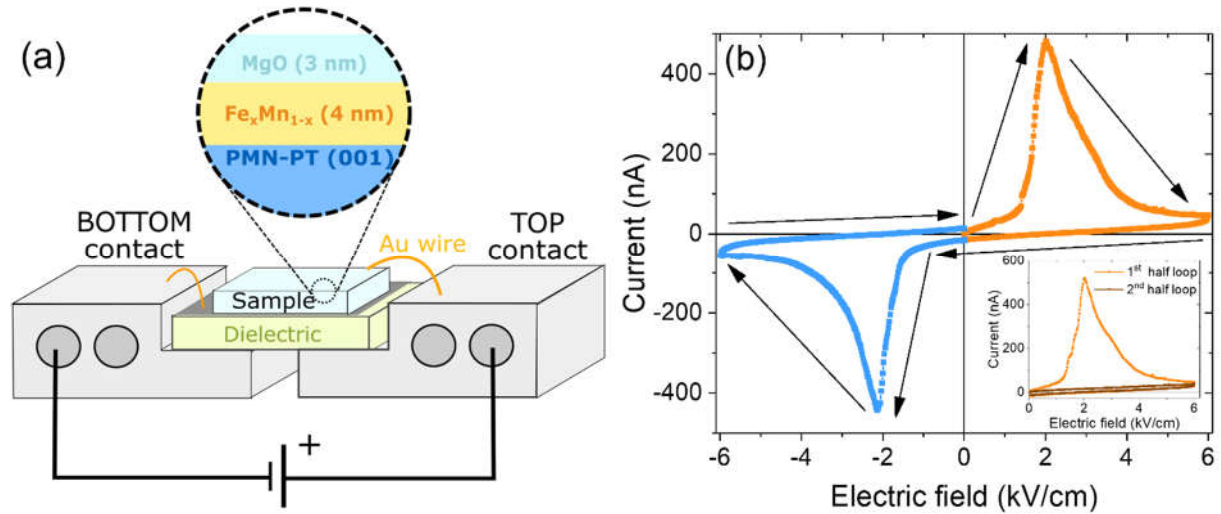 (a)
MgO (3 nm)
FeₓMn₁₋ₓ (4 nm)
PMN-PT (001)
BOTTOM
contact
Au wire
TOP
contact
Sample
Dielectric
+
(b)
Current (nA)
400
200
0
-200
-400
-6 -4 -2 0 2 4 6
Electric field (kV/cm)
1st half loop
2nd half loop
Current (nA)
600
400
200
0
0 2 4 6
Electric field (kV/cm)